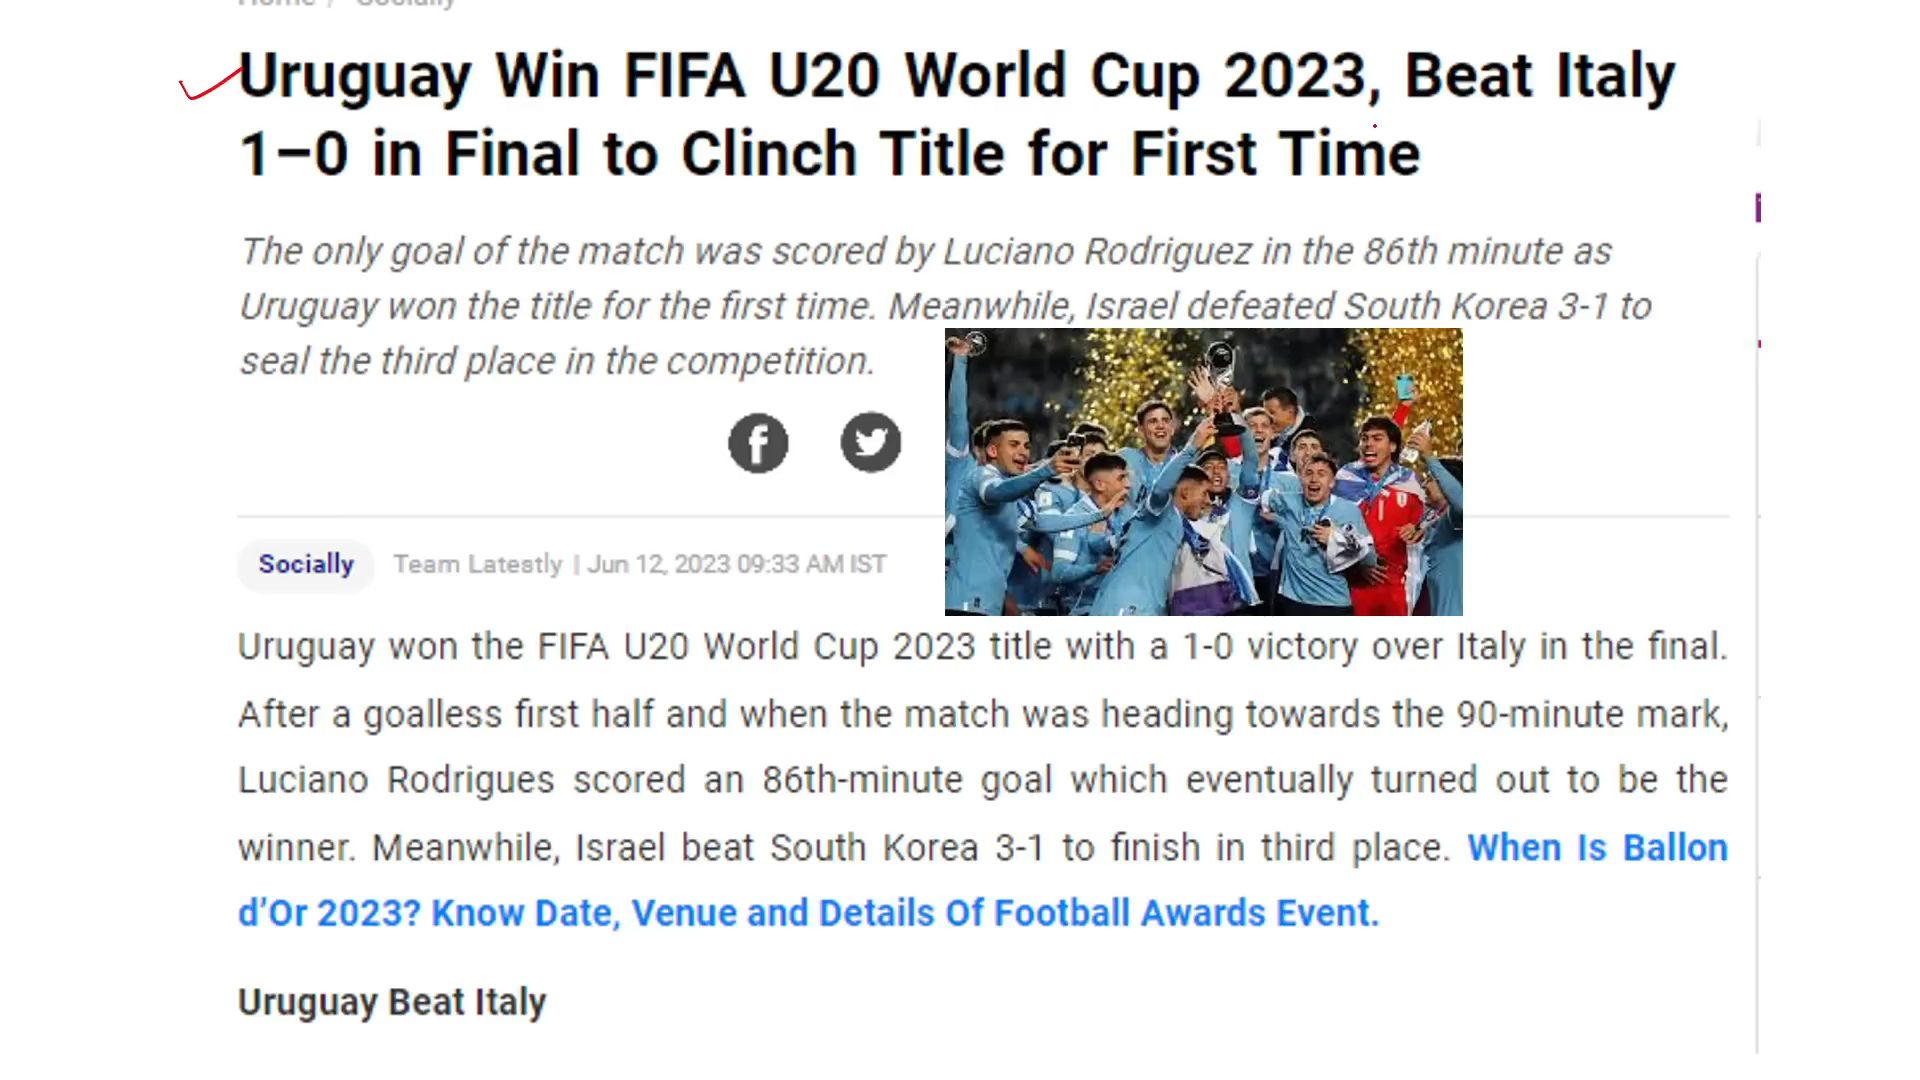 Home / Socially
Uruguay Win FIFA U20 World Cup 2023, Beat Italy
1–0 in Final to Clinch Title for First Time
The only goal of the match was scored by Luciano Rodriguez in the 86th minute as
Uruguay won the title for the first time. Meanwhile, Israel defeated South Korea 3-1 to
seal the third place in the competition.
Socially Team Latestly | Jun 12, 2023 09:33 AM IST
Uruguay won the FIFA U20 World Cup 2023 title with a 1-0 victory over Italy in the final.
After a goalless first half and when the match was heading towards the 90-minute mark,
Luciano Rodrigues scored an 86th-minute goal which eventually turned out to be the
winner. Meanwhile, Israel beat South Korea 3-1 to finish in third place. When Is Ballon
d’Or 2023? Know Date, Venue and Details Of Football Awards Event.
Uruguay Beat Italy